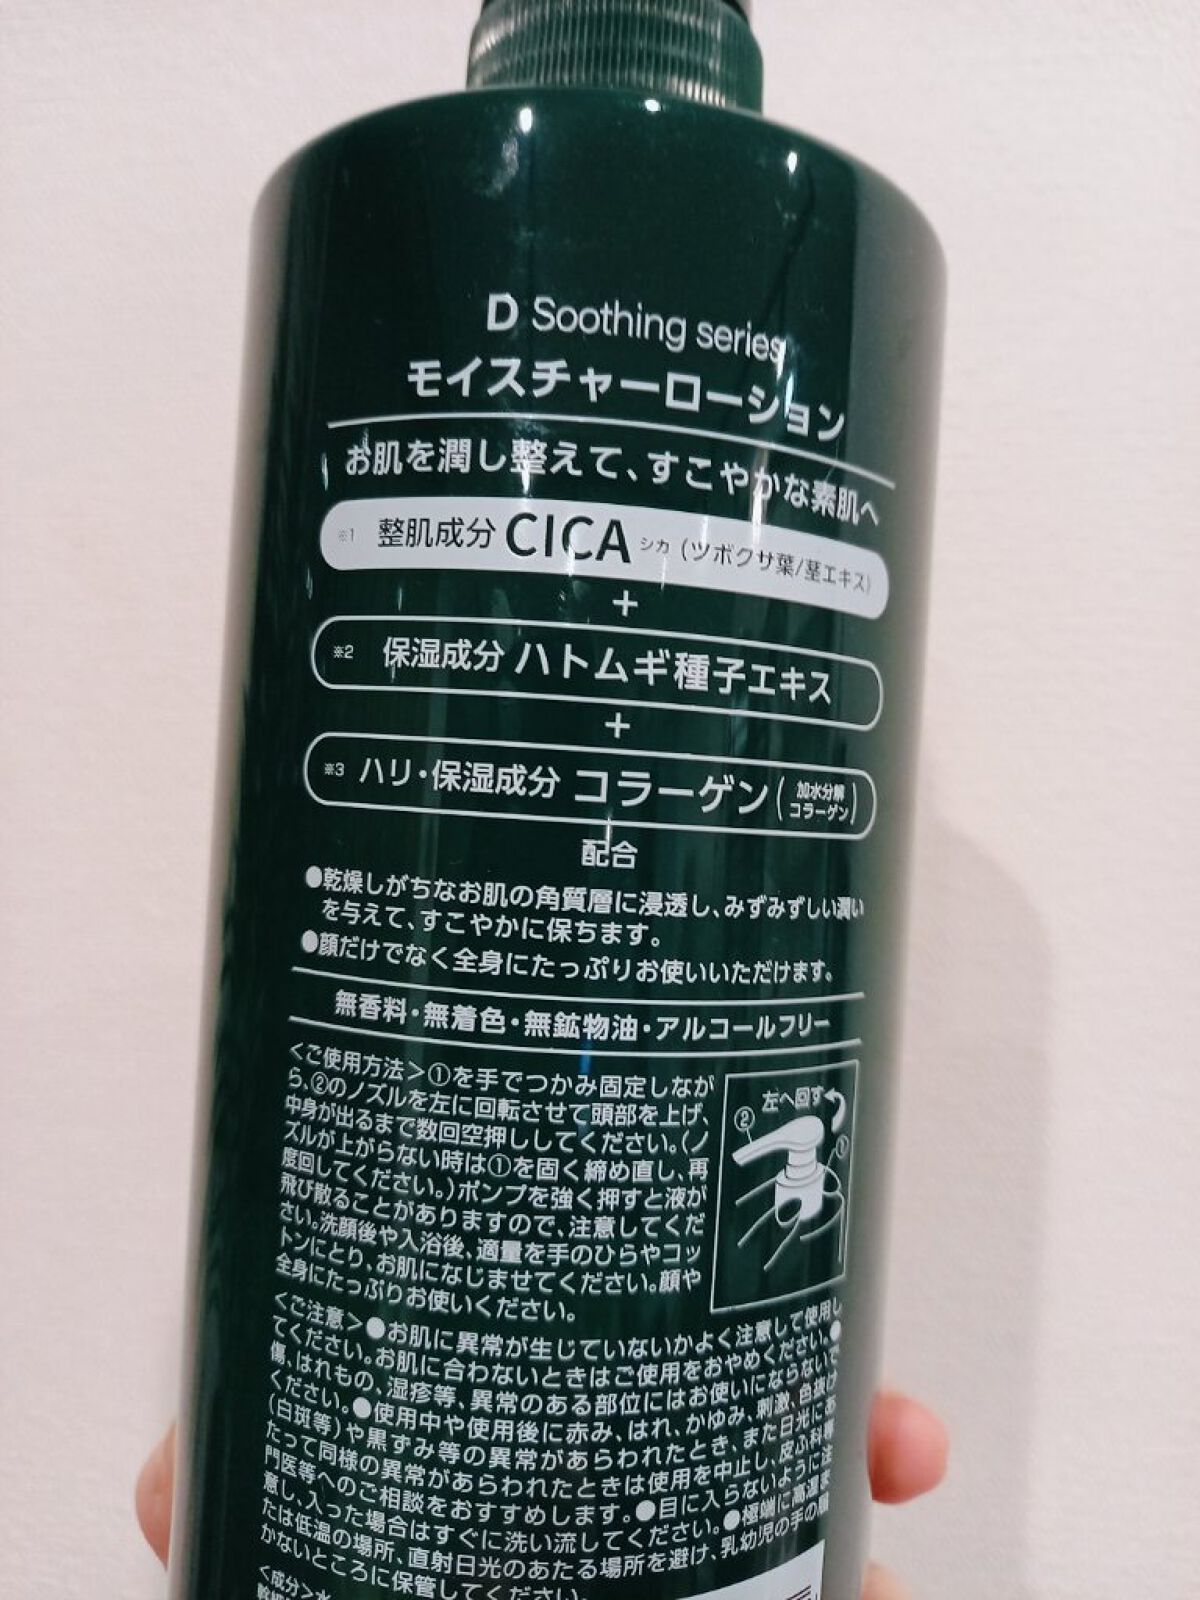 D Soothing series
モイスチャーローション
お肌を潤し整えて、すこやかな素肌へ
※1 整肌成分 CICA シカ (ツボクサ葉/茎エキス)
+
※2 保湿成分 ハトムギ種子エキス
+
※3 ハリ・保湿成分 コラーゲン (加水分解コラーゲン)
配合
●乾燥しがちなお肌の角質層に浸透し、みずみずしい潤い
を与えて、すこやかに保ちます。
●顔だけでなく全身にたっぷりお使いいただけます。
無香料・無着色・無鉱物油・アルコールフリー
<ご使用方法>①を手でつかみ固定しなが
ら、②のノズルを左に回転させて頭部を上げ、
中身が出るまで数回空押ししてください。(ノ
ズルが上がらない時は①を固く締め直し、再
度回してください。)ポンプを強く押すと液が
飛び散ることがありますので、注意してくだ
さい。洗顔後や入浴後、適量を手のひらやコッ
トンにとり、お肌になじませてください。顔や
全身にたっぷりお使いください。
左へ回す
②
①
<ご注意>●お肌に異常が生じていないかよく注意して使用し
てください。お肌に合わないときはご使用をおやめください。●
傷、はれもの、湿疹等、異常のある部位にはお使いにならないで
ください。●使用中や使用後に赤み、はれ、かゆみ、刺激、色抜け
(白斑等)や黒ずみ等の異常があらわれたとき、また日光にあ
たって同様の異常があらわれたときは使用を中止し、皮ふ科専
門医等へのご相談をおすすめします。●目に入らないように注
意し、入った場合はすぐに洗い流してください。●極端に高温ま
たは低温の場所、直射日光のあたる場所を避け、乳幼児の手の届
かないところに保管してください。
<成分>水